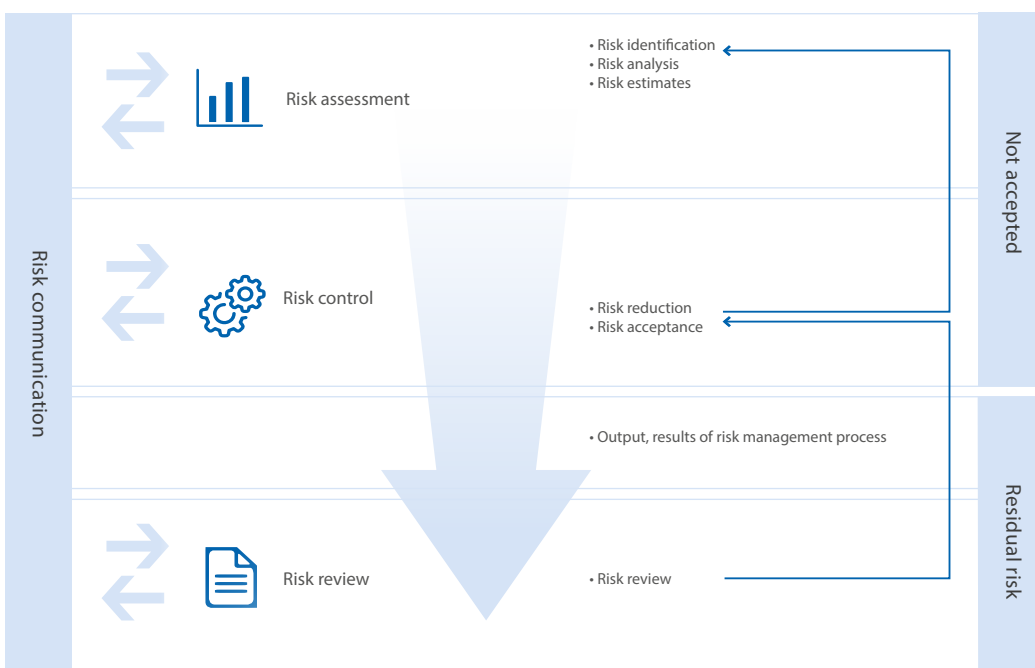 Risk communication
Risk assessment
• Risk identification
• Risk analysis
• Risk estimates
Not accepted
Risk control
• Risk reduction
• Risk acceptance
• Output, results of risk management process
Residual risk
Risk review
• Risk review